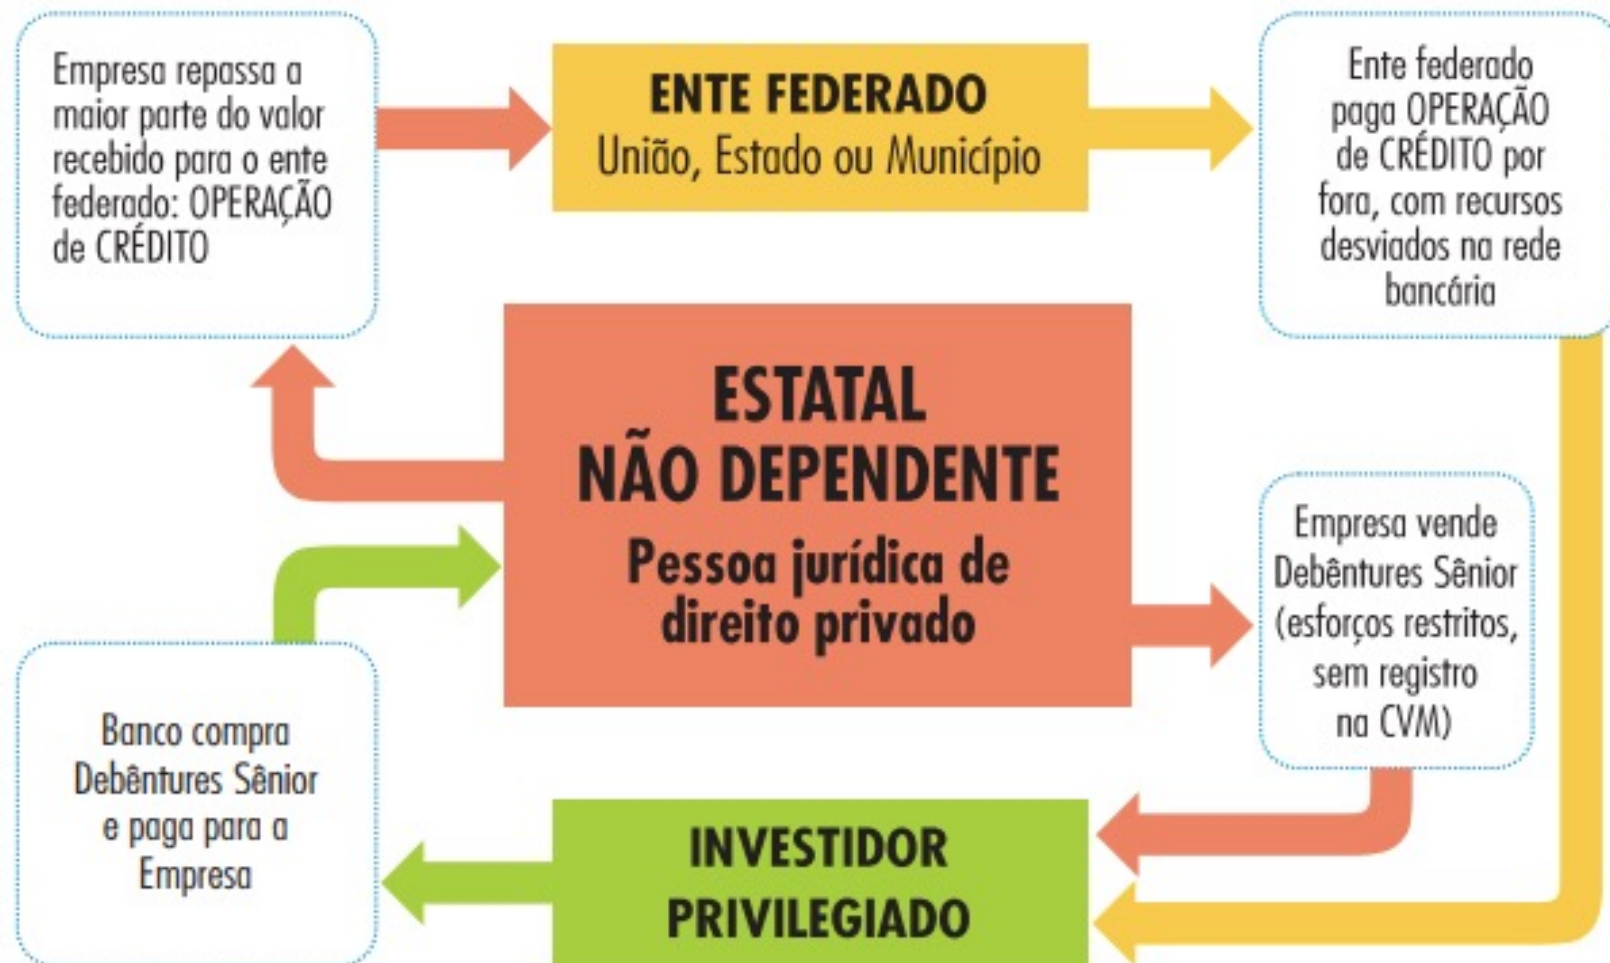 Empresa repassa a
maior parte do valor
recebido para o ente
federado: OPERAÇÃO
de CRÉDITO
ENTE FEDERADO
União, Estado ou Município
Ente federado
paga OPERAÇÃO
de CRÉDITO por
fora, com recursos
desviados na rede
bancária
ESTATAL
NÃO DEPENDENTE
Pessoa jurídica de
direito privado
Empresa vende
Debêntures Sênior
(esforços restritos,
sem registro
na CVM)
Banco compra
Debêntures Sênior
e paga para a
Empresa
INVESTIDOR
PRIVILEGIADO